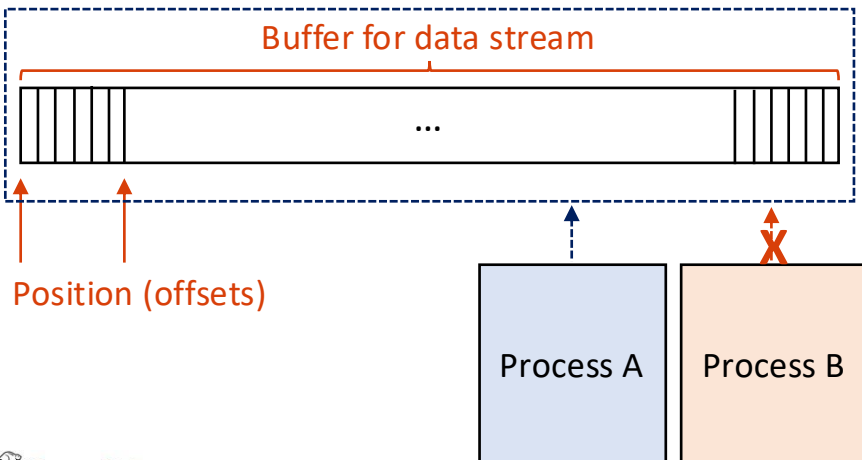 Buffer for data stream
...
X
Position (offsets)
Process A
Process B